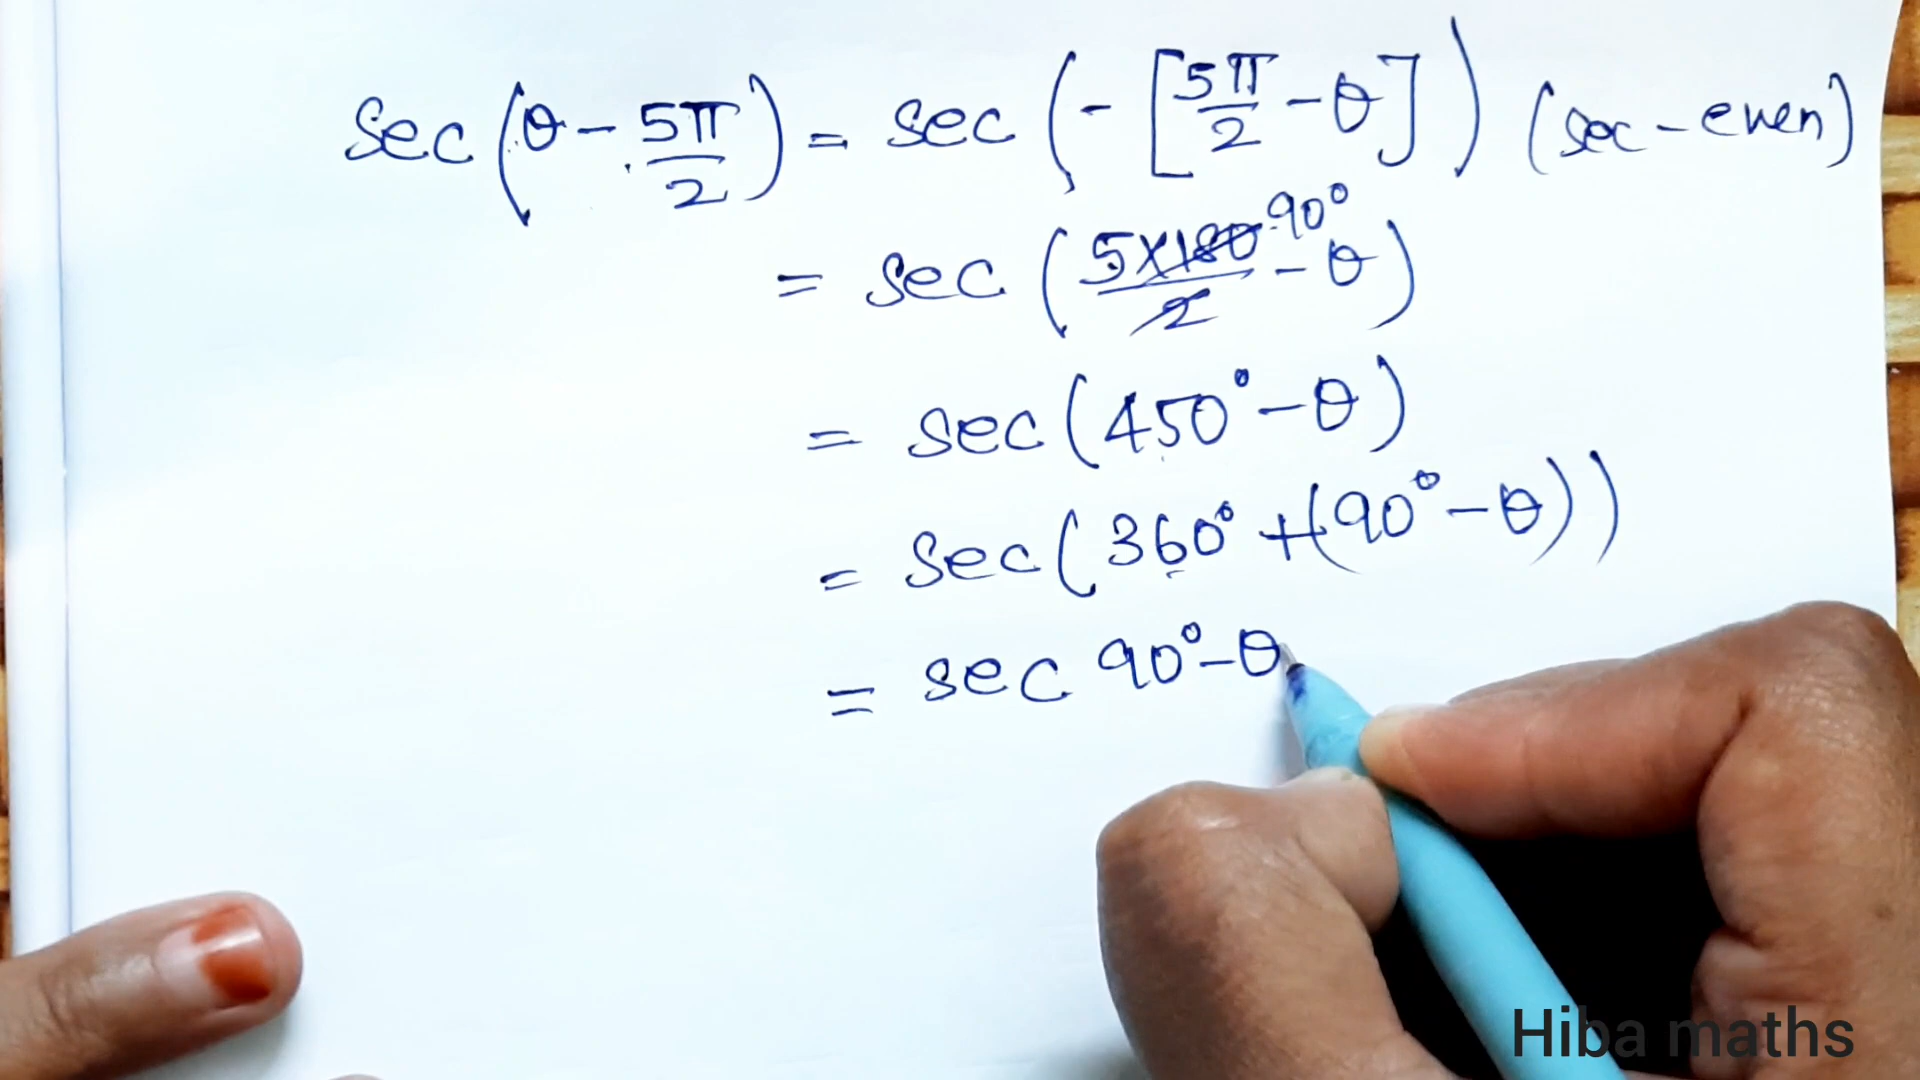 sec(θ - 5π/2) = sec(-[5π/2 - θ]) (sec - even)
= sec(5×180/2 - θ) 90°
= sec(450° - θ)
= sec(360° + (90° - θ))
= sec 90° - θ
Hiba maths